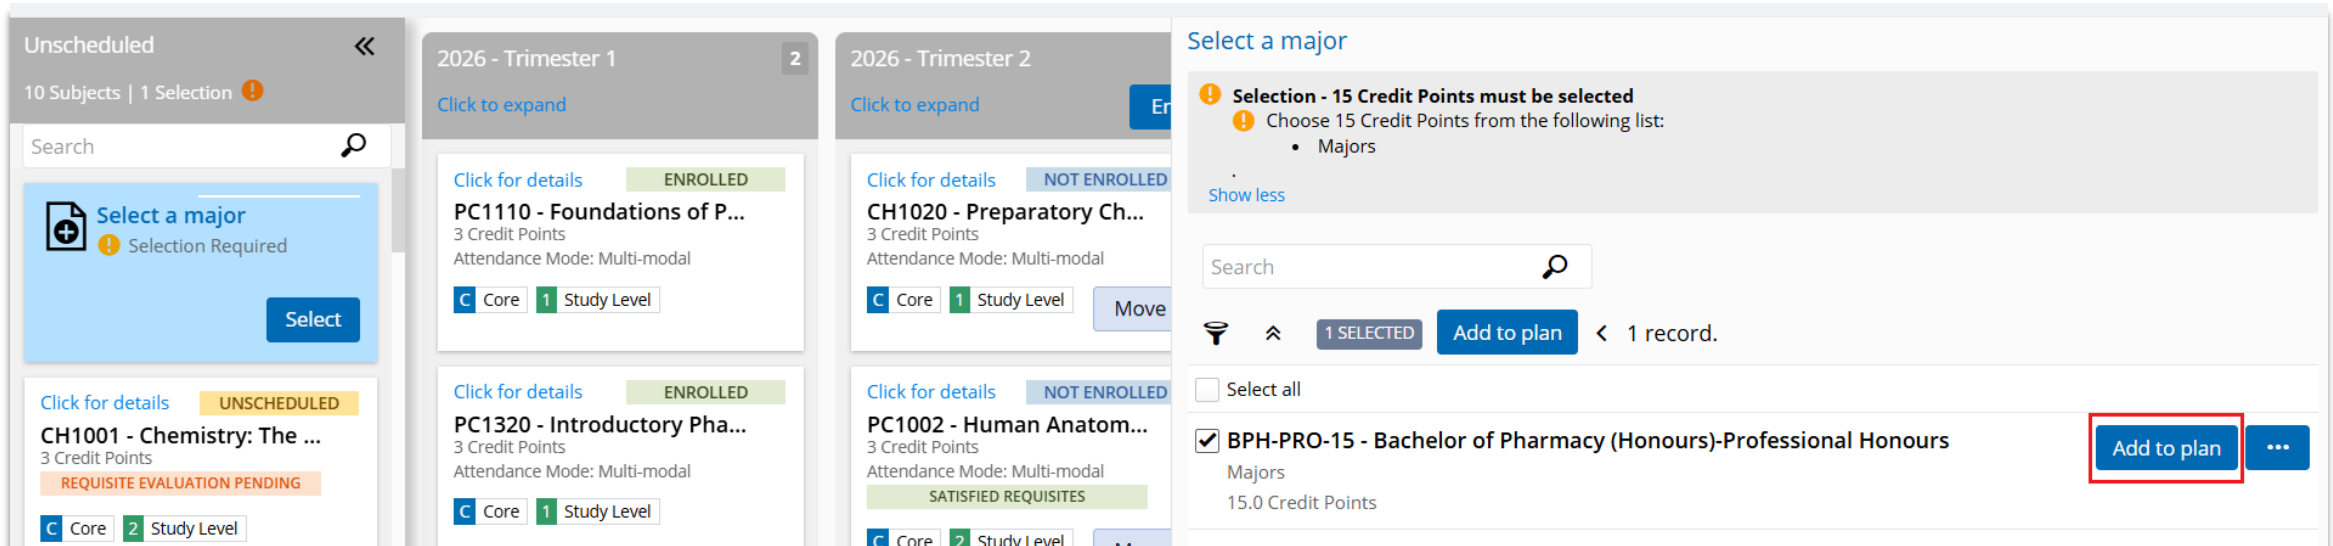 Unscheduled
10 Subjects | 1 Selection
Search
Select a major
Selection Required
Select
Click for details UNSCHEDULED
CH1001 - Chemistry: The ...
3 Credit Points
REQUISITE EVALUATION PENDING
C Core 2 Study Level
2026 - Trimester 1 2
Click to expand
Click for details ENROLLED
PC1110 - Foundations of P...
3 Credit Points
Attendance Mode: Multi-modal
C Core 1 Study Level
Click for details ENROLLED
PC1320 - Introductory Pha...
3 Credit Points
Attendance Mode: Multi-modal
C Core 1 Study Level
2026 - Trimester 2
Click to expand Er
Click for details NOT ENROLLED
CH1020 - Preparatory Ch...
3 Credit Points
Attendance Mode: Multi-modal
C Core 1 Study Level Move
Click for details NOT ENROLLED
PC1002 - Human Anatom...
3 Credit Points
Attendance Mode: Multi-modal
SATISFIED REQUISITES
C Core 2 Study Level
Select a major
Selection - 15 Credit Points must be selected
Choose 15 Credit Points from the following list:
• Majors
.
Show less
Search
1 SELECTED Add to plan 1 record.
Select all
BPH-PRO-15 - Bachelor of Pharmacy (Honours)-Professional Honours Add to plan ...
Majors
15.0 Credit Points